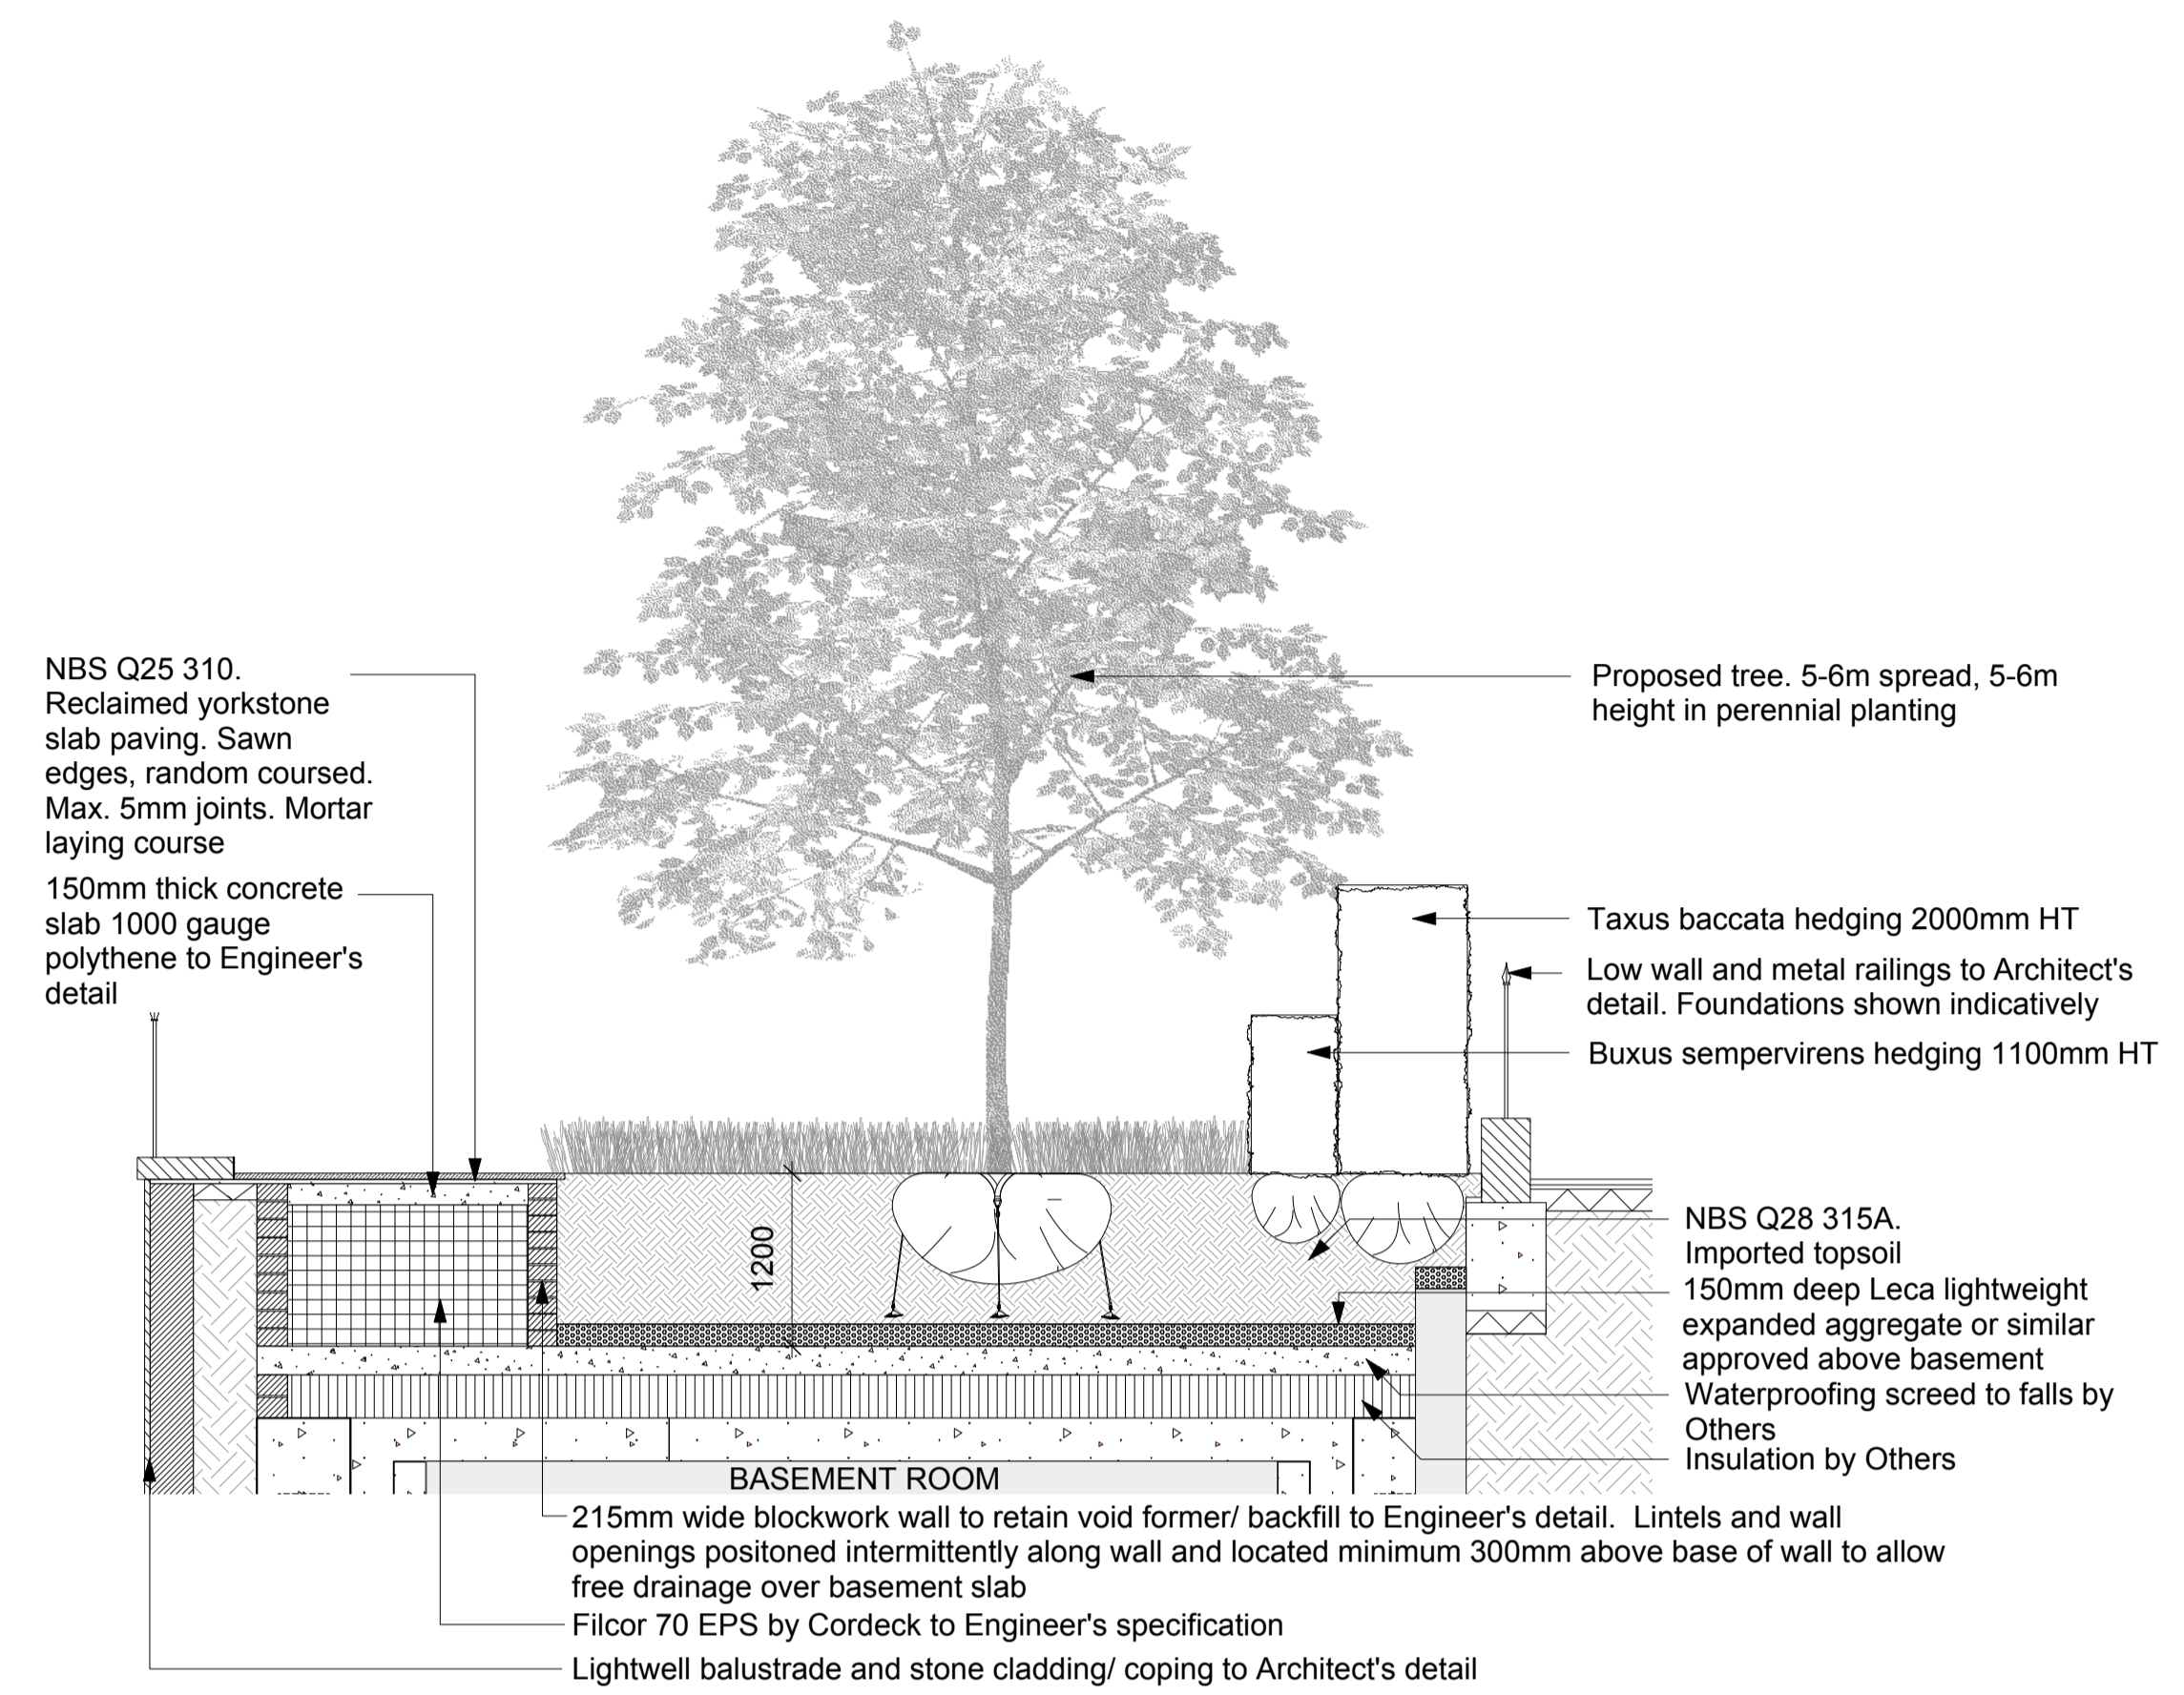 NBS Q25 310.
Reclaimed yorkstone
slab paving. Sawn
edges, random coursed.
Max. 5mm joints. Mortar
laying course
150mm thick concrete
slab 1000 gauge
polythene to Engineer's
detail
Proposed tree. 5-6m spread, 5-6m
height in perennial planting
Taxus baccata hedging 2000mm HT
Low wall and metal railings to Architect's
detail. Foundations shown indicatively
Buxus sempervirens hedging 1100mm HT
1200
NBS Q28 315A.
Imported topsoil
150mm deep Leca lightweight
expanded aggregate or similar
approved above basement
Waterproofing screed to falls by
Others
Insulation by Others
BASEMENT ROOM
215mm wide blockwork wall to retain void former/ backfill to Engineer's detail. Lintels and wall
openings positoned intermittently along wall and located minimum 300mm above base of wall to allow
free drainage over basement slab
Filcor 70 EPS by Cordeck to Engineer's specification
Lightwell balustrade and stone cladding/ coping to Architect's detail